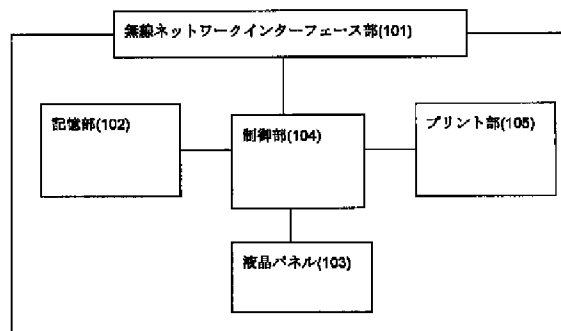 無線ネットワークインターフェース部(101)
記憶部(102)
制御部(104)
プリント部(105)
液晶パネル(103)